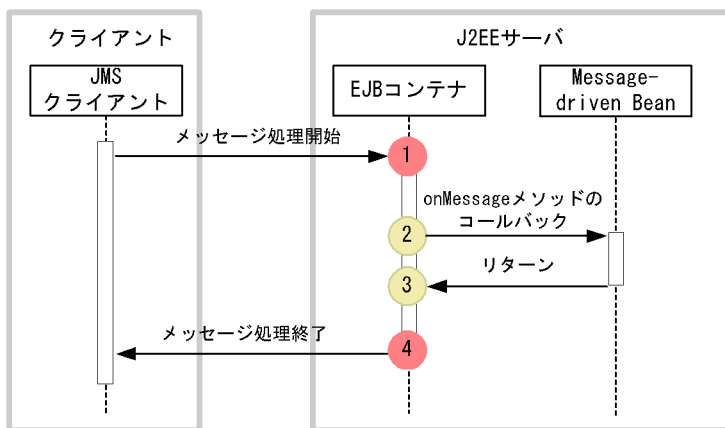 クライアント
J2EEサーバ
JMS
クライアント
EJBコンテナ
Message-
driven Bean
メッセージ処理開始
1
onMessageメソッドの
コールバック
2
リターン
3
メッセージ処理終了
4